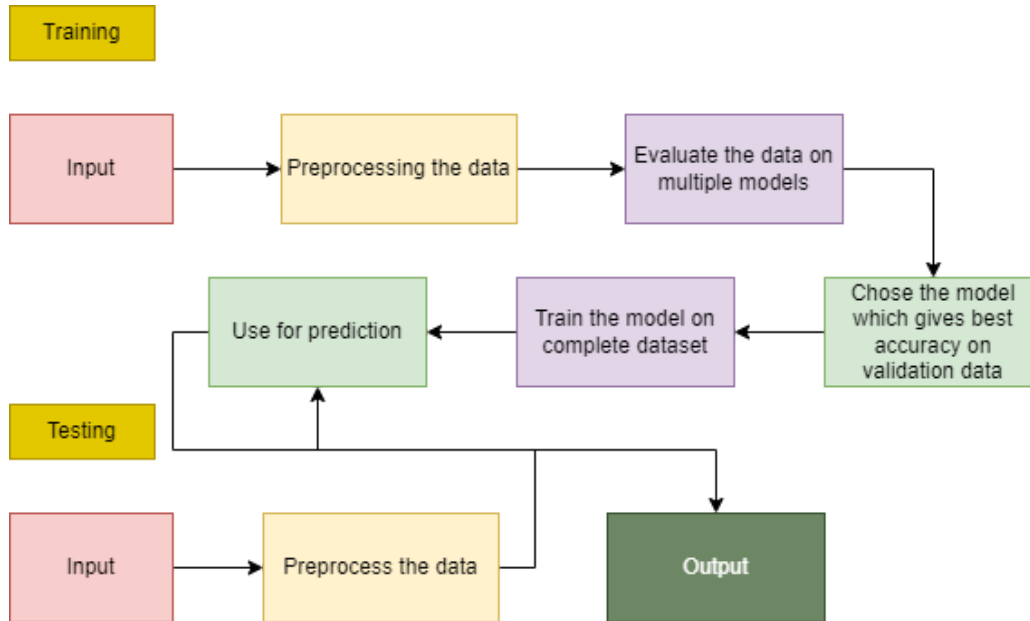 Training
Input
Preprocessing the data
Evaluate the data on
multiple models
Use for prediction
Train the model on
complete dataset
Chose the model
which gives best
accuracy on
validation data
Testing
Input
Preprocess the data
Output